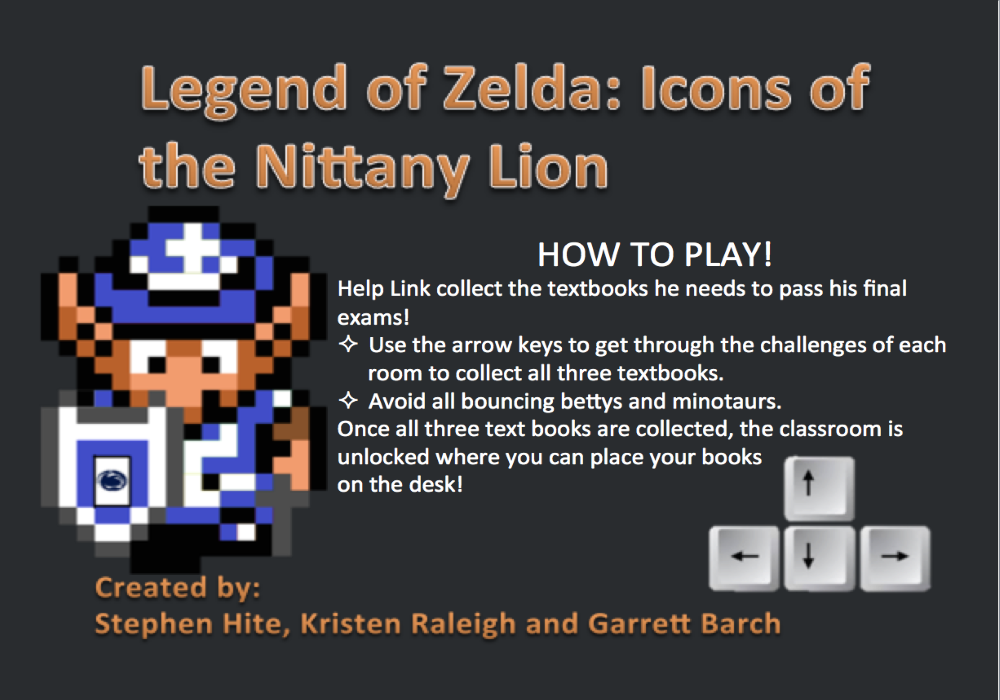 Legend of Zelda: Icons of
the Nittany Lion
HOW TO PLAY!
Help Link collect the textbooks he needs to pass his final
exams!
✧ Use the arrow keys to get through the challenges of each
room to collect all three textbooks.
✧ Avoid all bouncing bettys and minotaurs.
Once all three text books are collected, the classroom is
unlocked where you can place your books
on the desk!
↑
← ↓ →
Created by:
Stephen Hite, Kristen Raleigh and Garrett Barch